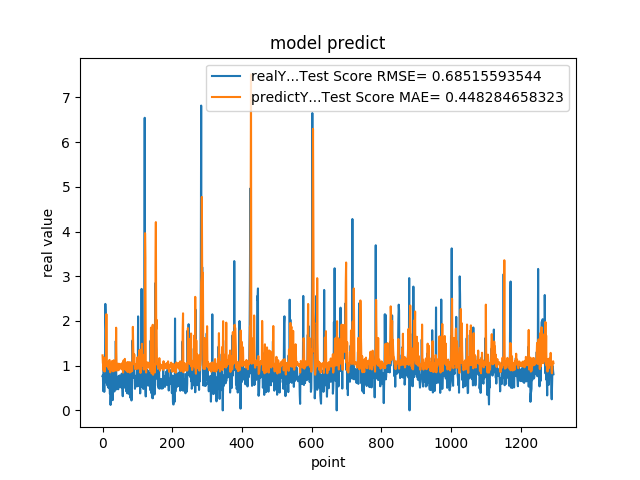 model predict
realY...Test Score RMSE= 0.68515593544
predictY...Test Score MAE= 0.448284658323
7
6
5
4
3
2
1
0
real value
0 200 400 600 800 1000 1200
point